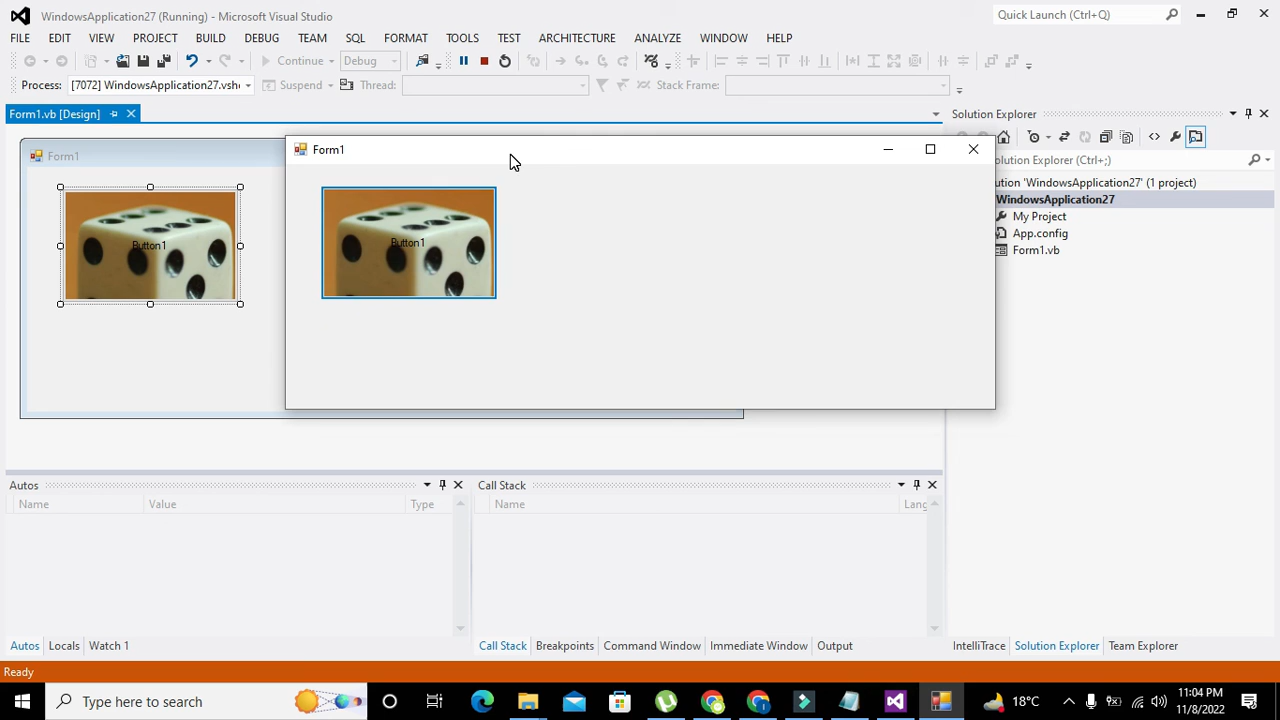 WindowsApplication27 (Running) - Microsoft Visual Studio
Quick Launch (Ctrl+Q)
FILE EDIT VIEW PROJECT BUILD DEBUG TEAM SQL FORMAT TOOLS TEST ARCHITECTURE ANALYZE WINDOW HELP
Continue Debug
Process: [7072] WindowsApplication27.vsh Suspend Thread: Stack Frame:
Form1.vb [Design]
Solution Explorer
Form1
Form1
olution Explorer (Ctrl+;)
ution 'WindowsApplication27' (1 project)
WindowsApplication27
My Project
App.config
Form1.vb
Button1
Button1
Autos
Call Stack
Name Value Type
Name Lang
Autos Locals Watch 1
Call Stack Breakpoints Command Window Immediate Window Output
IntelliTrace Solution Explorer Team Explorer
Ready
Type here to search
18°C
11:04 PM
11/8/2022